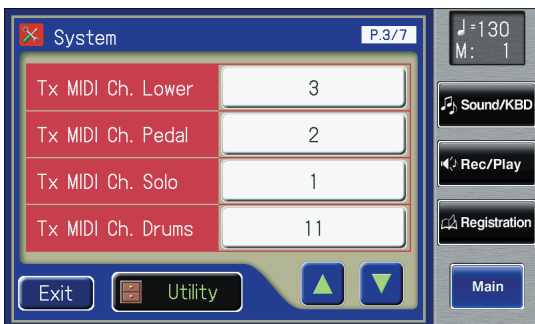 System
P.3/7
Tx MIDI Ch. Lower 3
Tx MIDI Ch. Pedal 2
Tx MIDI Ch. Solo 1
Tx MIDI Ch. Drums 11
Exit
Utility
♩=130
M: 1
Sound/KBD
Rec/Play
Registration
Main